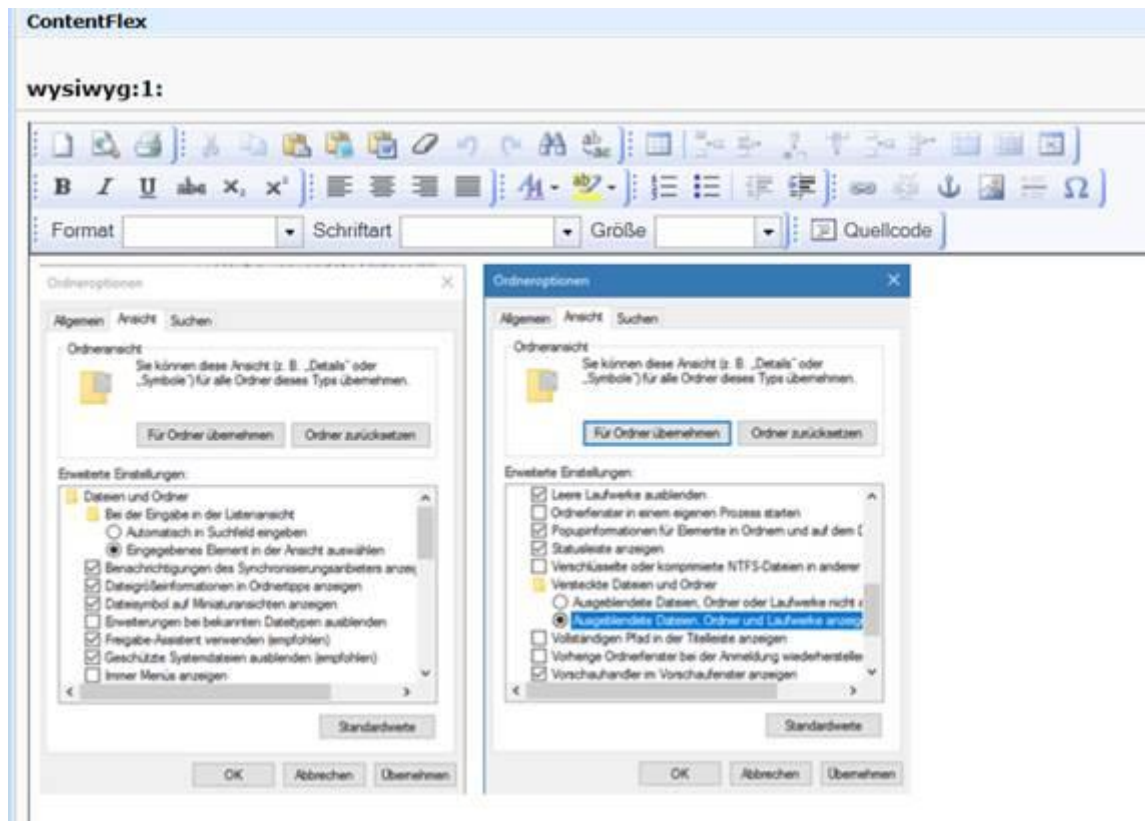 ContentFlex
wysiwyg:1:
B I U abc x₂ x²
Format Schriftart Größe Quellcode
Ordneroptionen
Allgemein Ansicht Suchen
Ordneransicht
Sie können diese Ansicht (z. B. „Details" oder
„Symbole") für alle Ordner dieses Typs übernehmen.
Für Ordner übernehmen Ordner zurücksetzen
Erweiterte Einstellungen:
Dateien und Ordner
Bei der Eingabe in der Listenansicht
Automatisch in Suchfeld eingeben
Eingegebenes Element in der Ansicht auswählen
Benachrichtigungen des Synchronisierungsanbieters anzei
Dateigrößeinformationen in Ordnertipps anzeigen
Dateisymbol auf Miniaturansichten anzeigen
Erweiterungen bei bekannten Dateitypen ausblenden
Freigabe-Assistent verwenden (empfohlen)
Geschützte Systemdateien ausblenden (empfohlen)
Immer Menüs anzeigen
Standardwerte
OK Abbrechen Übernehmen
Ordneroptionen
Allgemein Ansicht Suchen
Ordneransicht
Sie können diese Ansicht (z. B. „Details" oder
„Symbole") für alle Ordner dieses Typs übernehmen.
Für Ordner übernehmen Ordner zurücksetzen
Erweiterte Einstellungen:
Leere Laufwerke ausblenden
Ordnerfenster in einem eigenen Prozess starten
Popupinformationen für Elemente in Ordnern und auf dem D
Statusleiste anzeigen
Verschlüsselte oder komprimierte NTFS-Dateien in anderer
Versteckte Dateien und Ordner
Ausgeblendete Dateien, Ordner oder Laufwerke nicht a
Ausgeblendete Dateien, Ordner und Laufwerke anzeig
Vollständigen Pfad in der Titelleiste anzeigen
Vorherige Ordnerfenster bei der Anmeldung wiederherstelle
Vorschauhandler im Vorschaufenster anzeigen
Standardwerte
OK Abbrechen Übernehmen